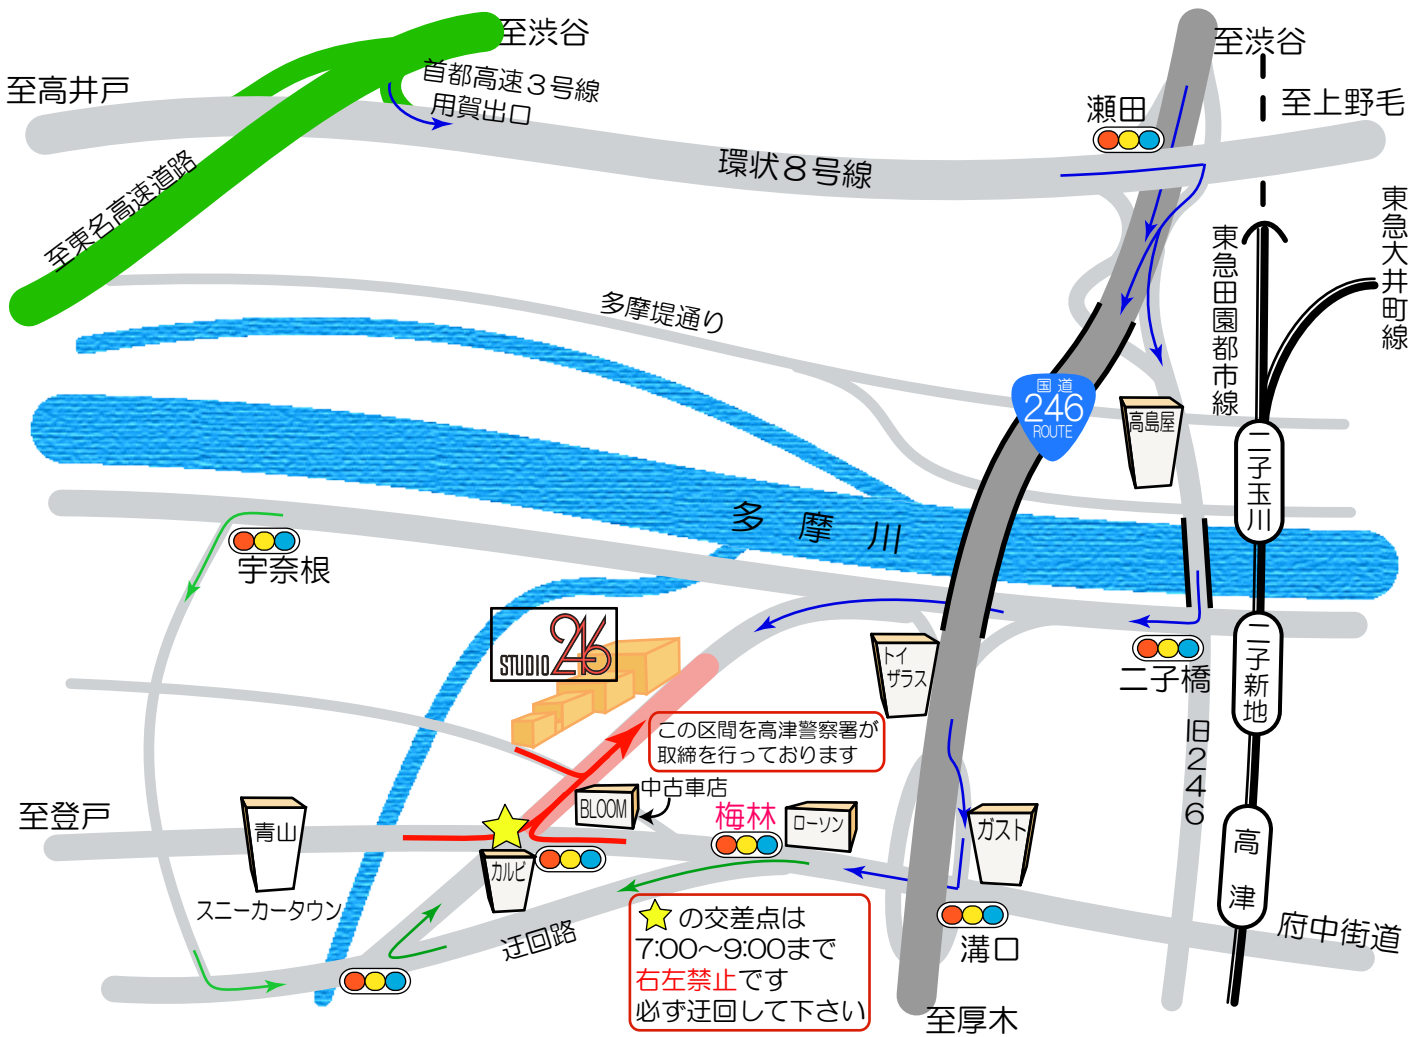 至渋谷
至渋谷
首都高速３号線
用賀出口
至高井戸
至上野毛
瀬田
環状８号線
至東名高速道路
東急大井町線
東急田園都市線
多摩堤通り
国道
246
ROUTE
高島屋
二子玉川
多摩川
宇奈根
STUDIO
246
トイ
ザラス
二子橋
二子新地
この区間を高津警察署が
取締を行っております
旧246
中古車店
BLOOM
梅林
ローソン
ガスト
至登戸
青山
カルビ
高津
スニーカータウン
迂回路
の交差点は
7:00～9:00まで
右左禁止です
必ず迂回して下さい
溝口
府中街道
至厚木